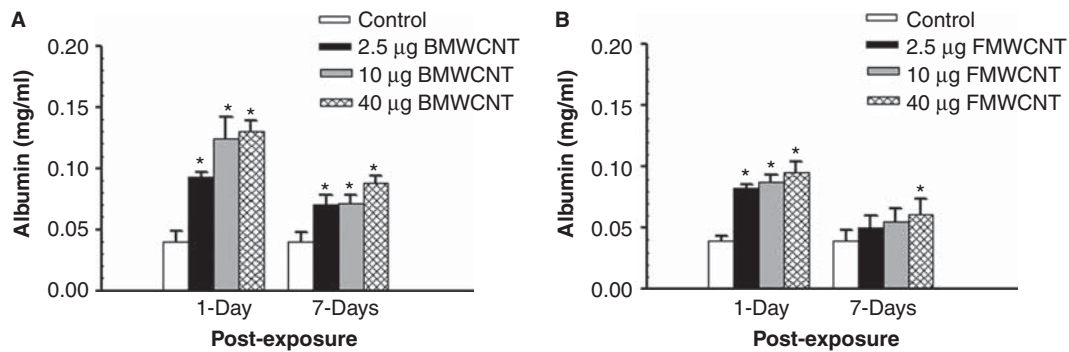 A
Control
2.5 μg BMWCNT
10 μg BMWCNT
40 μg BMWCNT
Albumin (mg/ml)
0.20
0.15
0.10
0.05
0.00
* * * * * *
1-Day 7-Days
Post-exposure
B
Control
2.5 μg FMWCNT
10 μg FMWCNT
40 μg FMWCNT
Albumin (mg/ml)
0.20
0.15
0.10
0.05
0.00
* * * *
1-Day 7-Days
Post-exposure